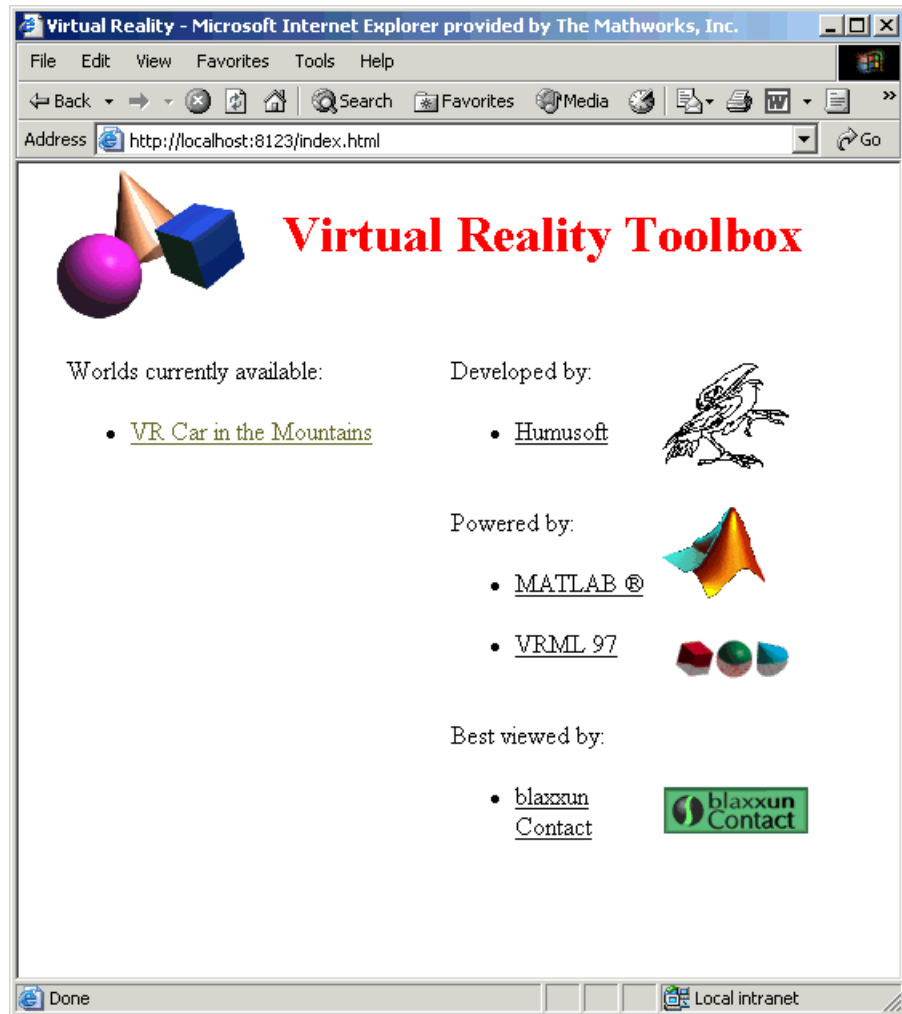 Virtual Reality - Microsoft Internet Explorer provided by The Mathworks, Inc.
File Edit View Favorites Tools Help
Back Search Favorites Media W »
Address http://localhost:8123/index.html Go
Virtual Reality Toolbox
Worlds currently available:
• VR Car in the Mountains
Developed by:
• Humusoft
Powered by:
• MATLAB ®
• VRML 97
Best viewed by:
• blaxxun
Contact
blaxxun
Contact
Done Local intranet